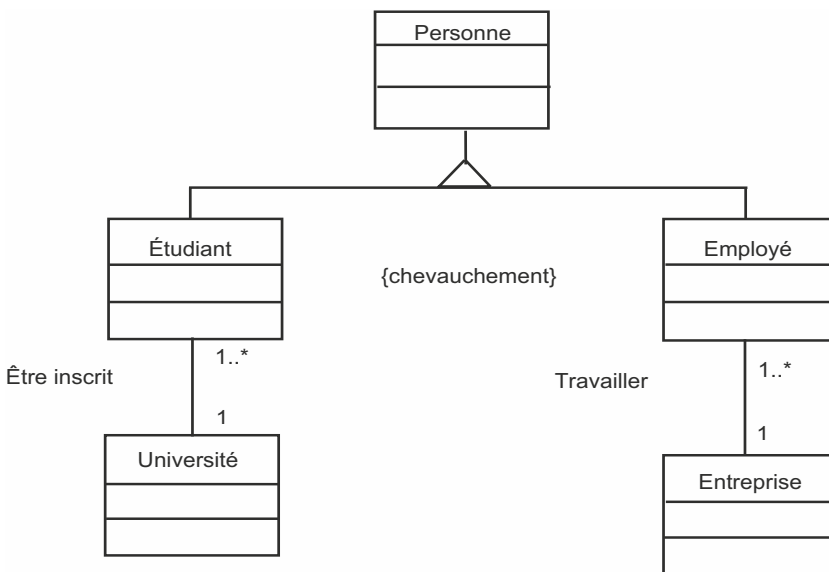 Personne
Étudiant
Employé
{chevauchement}
1..*
Être inscrit
1..*
Travailler
1
1
Université
Entreprise